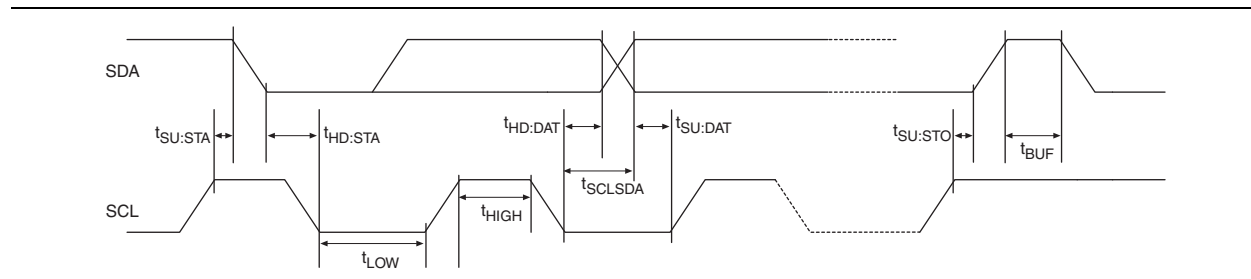 SDA
tSU:STA
tHD:STA
tHD:DAT
tSU:DAT
tSU:STO
tBUF
tSCLSDA
SCL
tHIGH
tLOW